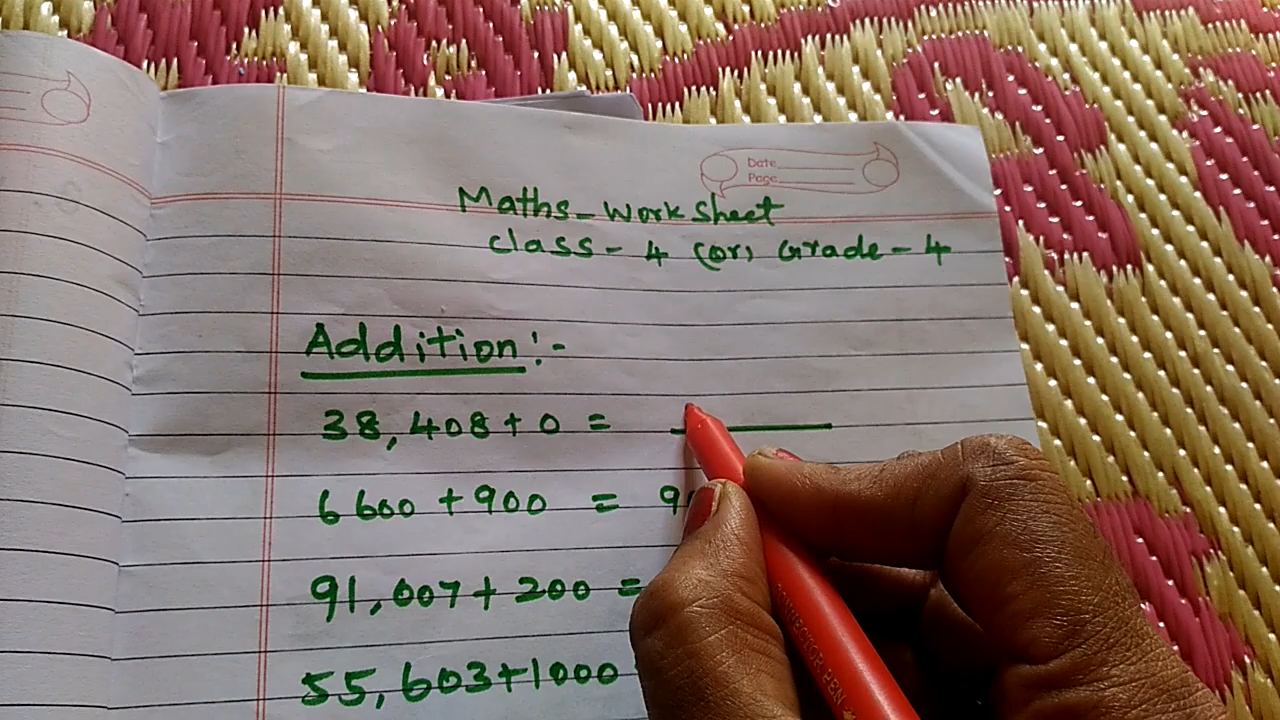 Date
Page
Maths-Work Sheet
Class - 4 (or) Grade - 4
Addition :-
38,408 + 0 =
6600 + 900 = 9
91,007 + 200 =
55,603 + 1000